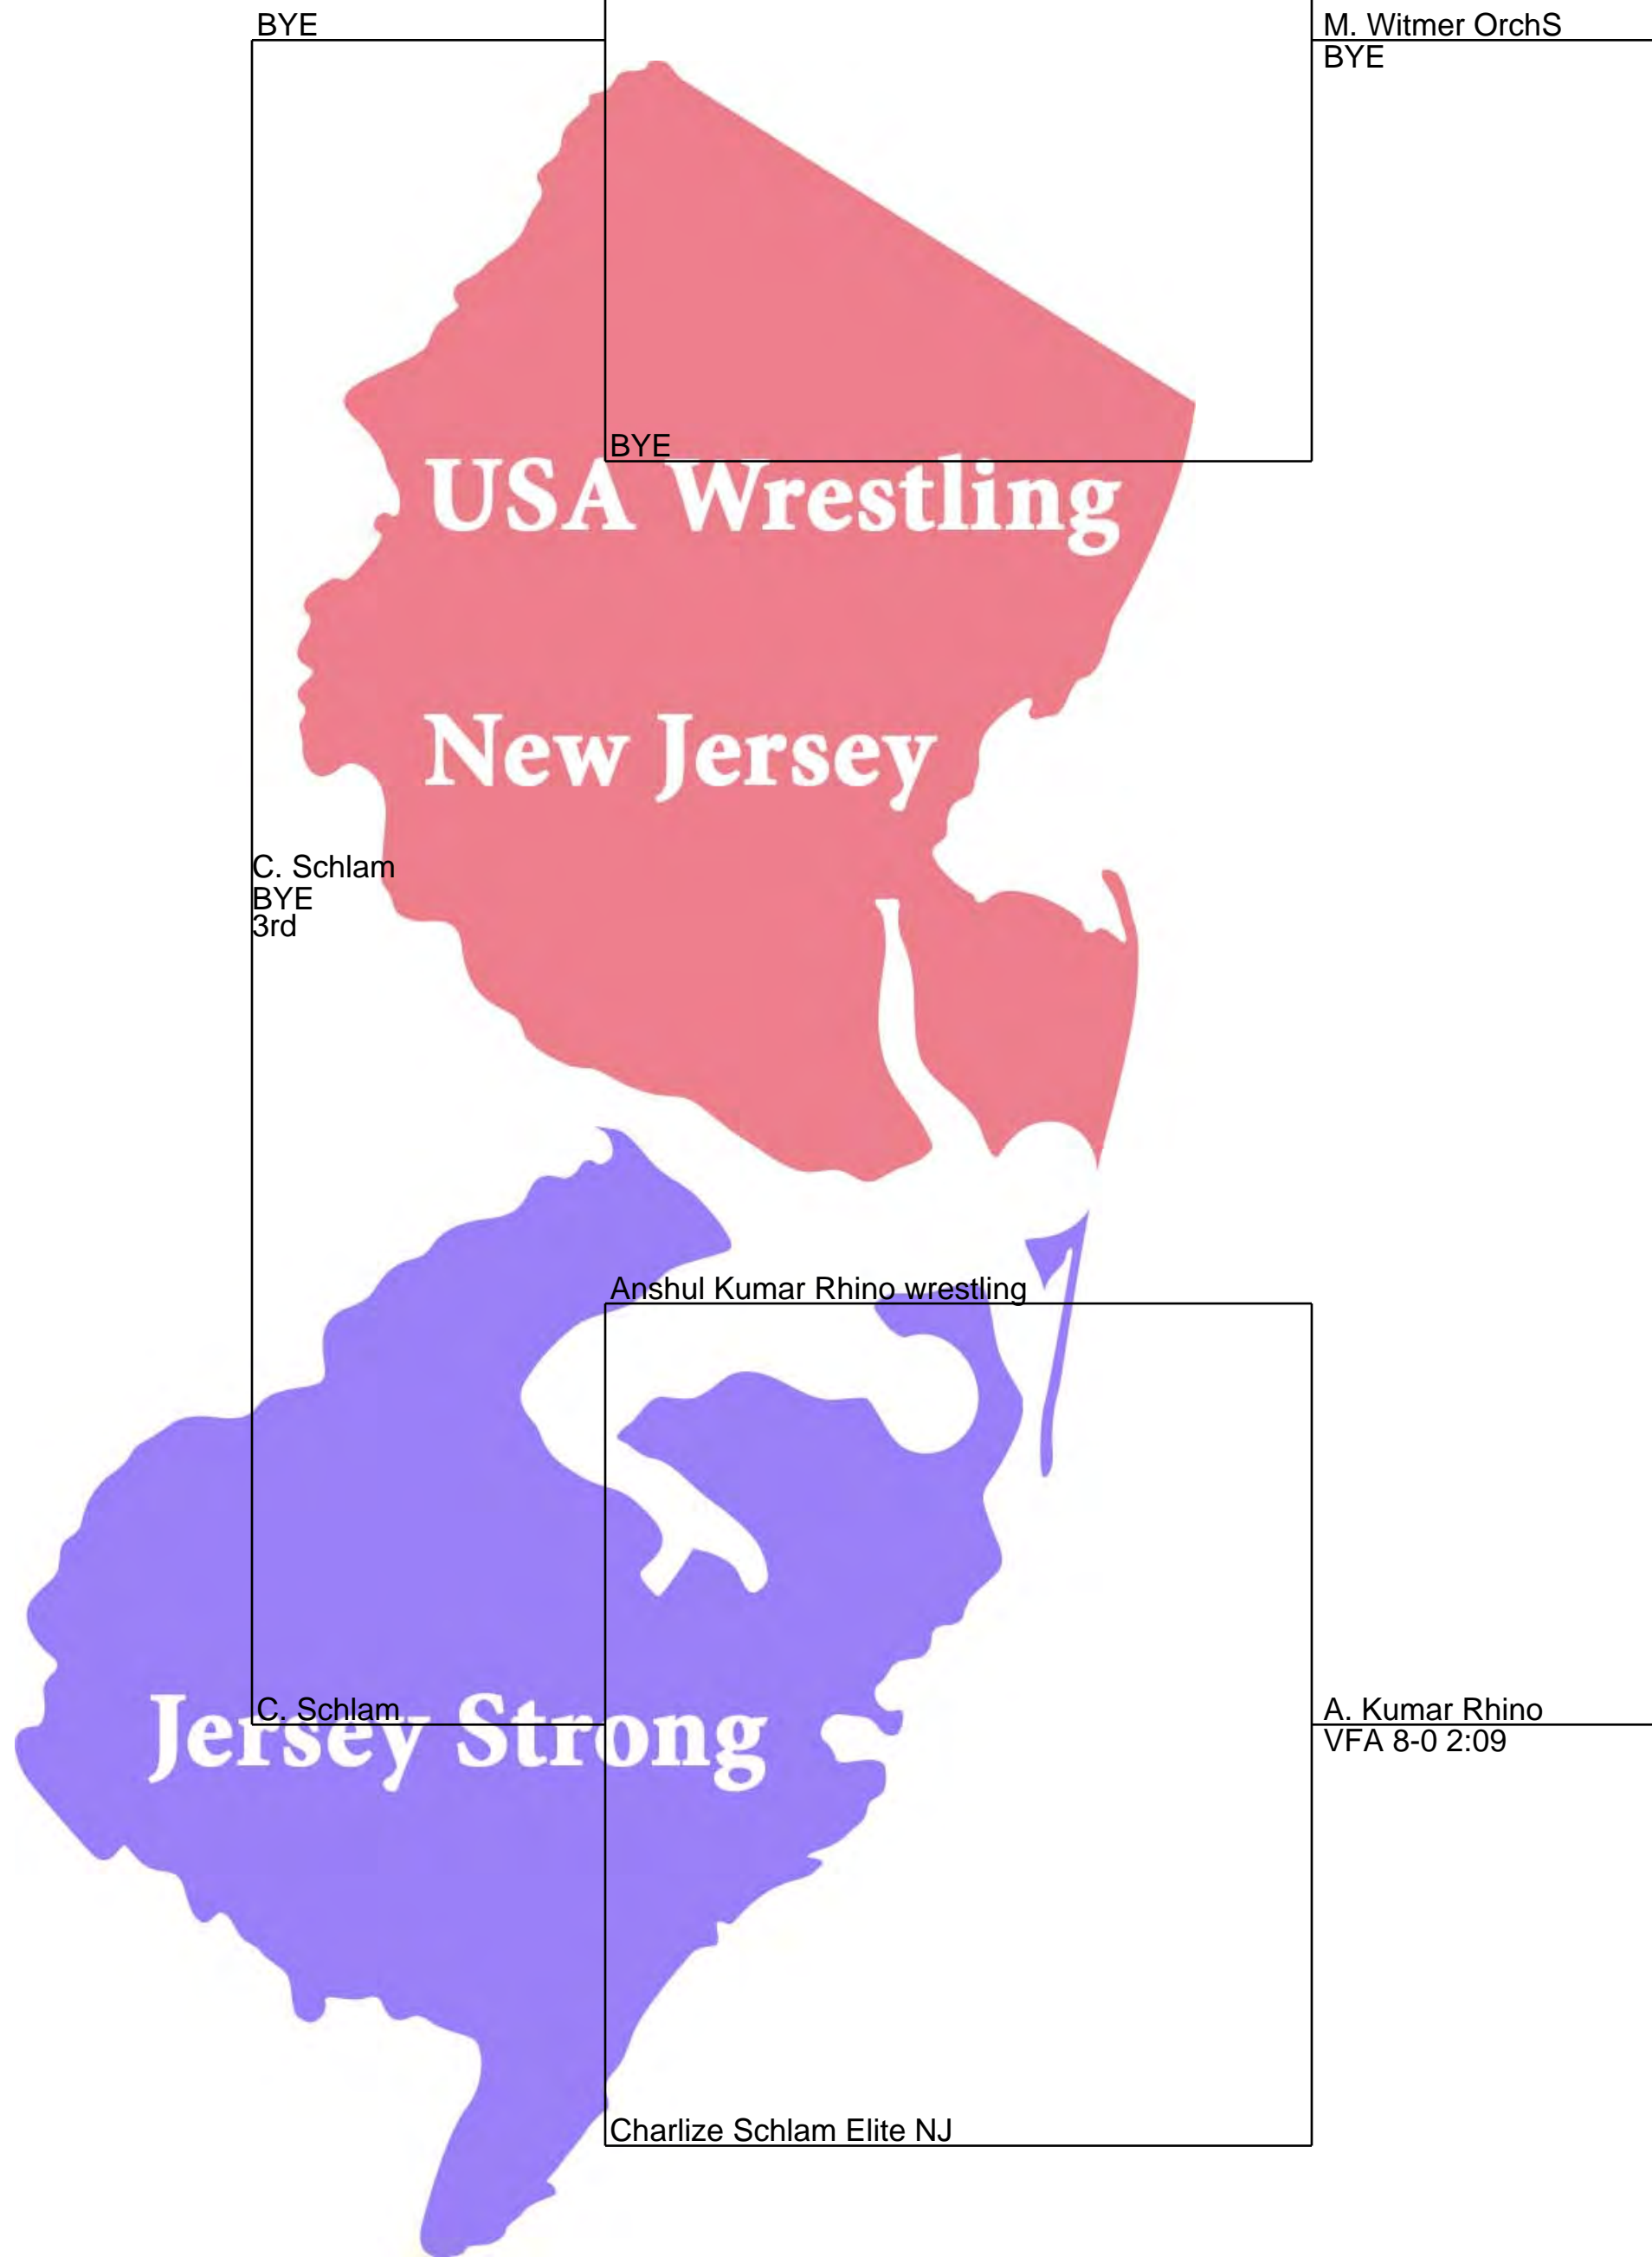 BYE
M. Witmer OrchS
BYE
BYE
USA Wrestling
New Jersey
C. Schlam
BYE
3rd
Anshul Kumar Rhino wrestling
C. Schlam
Jersey Strong
A. Kumar Rhino
VFA 8-0 2:09
Charlize Schlam Elite NJ